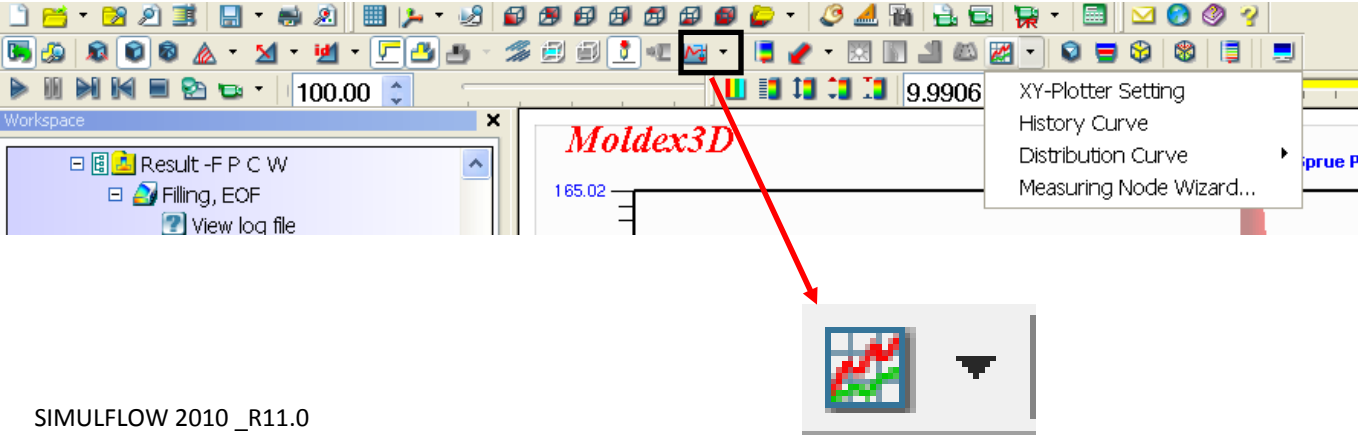 100.00
9.9906
XY-Plotter Setting
History Curve
Distribution Curve
Measuring Node Wizard...
Workspace
Result -F P C W
Filling, EOF
View log file
Moldex3D
165.02
Sprue P
SIMULFLOW 2010 _R11.0